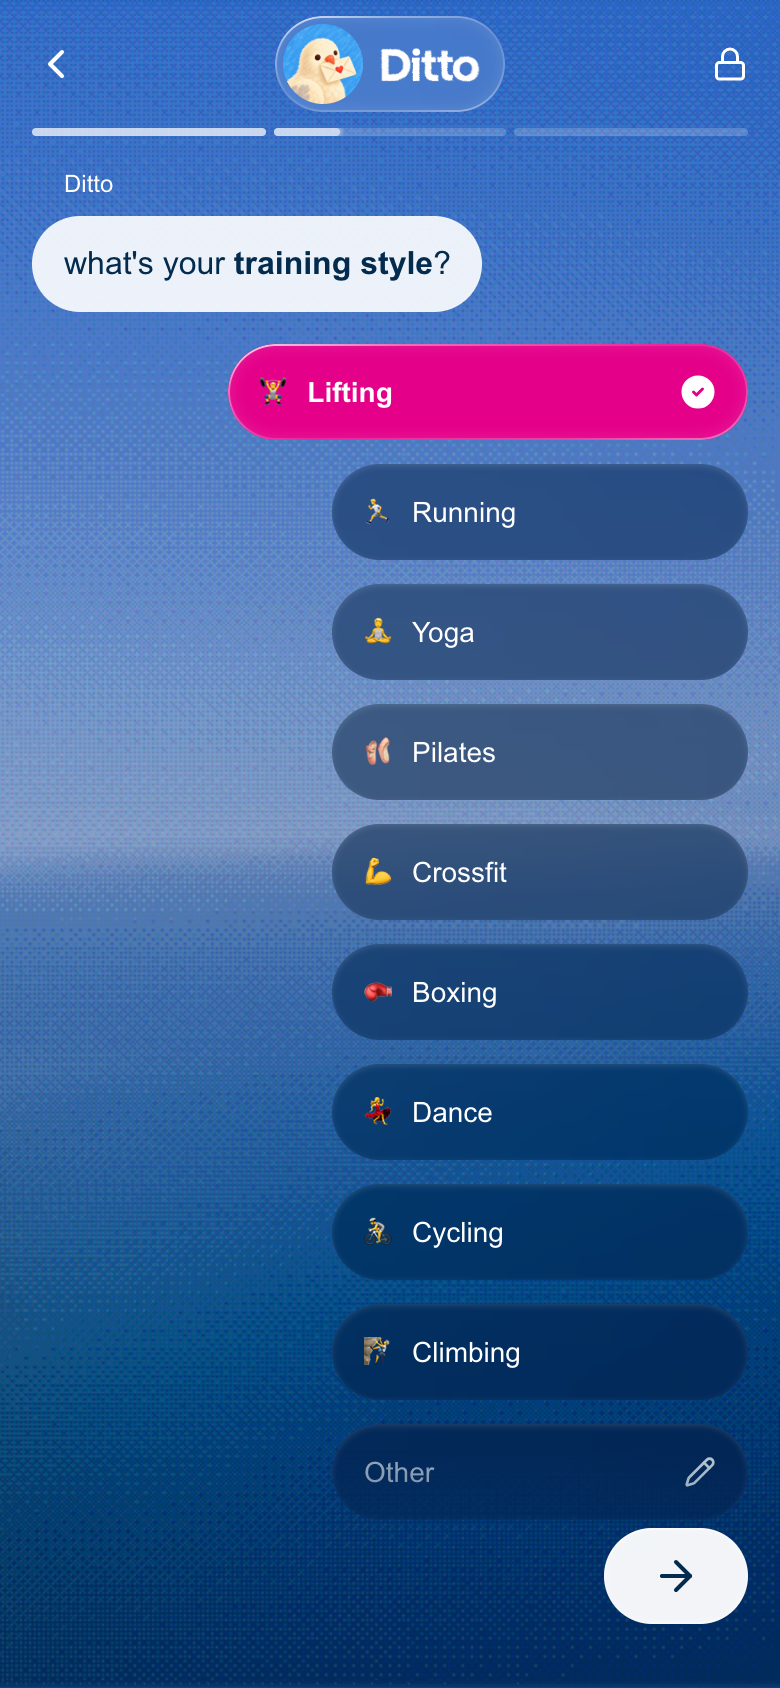 Ditto
Ditto
what's your training style?
Lifting
Running
Yoga
Pilates
Crossfit
Boxing
Dance
Cycling
Climbing
Other